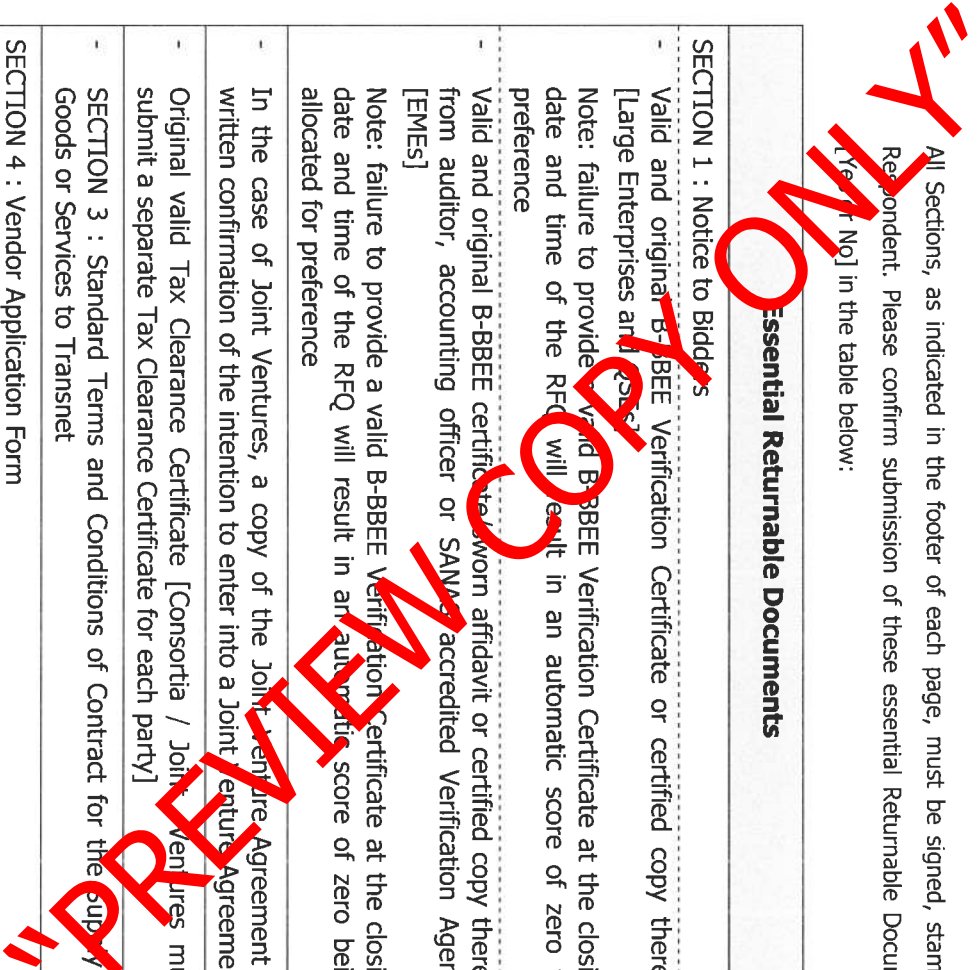 All Sections, as indicated in the footer of each page, must be signed, stam
Respondent. Please confirm submission of these essential Returnable Docu
[Yes or No] in the table below:
Essential Returnable Documents
SECTION 1 : Notice to Bidders
- Valid and original B-BBEE Verification Certificate or certified copy there
[Large Enterprises and QSEs]
Note: failure to provide a valid B-BBEE Verification Certificate at the closi
date and time of the RFQ will result in an automatic score of zero
preference
- Valid and original B-BBEE certificate/sworn affidavit or certified copy there
from auditor, accounting officer or SANAS accredited Verification Agen
[EMEs]
Note: failure to provide a valid B-BBEE Verification Certificate at the closi
date and time of the RFQ will result in an automatic score of zero bei
allocated for preference
- In the case of Joint Ventures, a copy of the Joint Venture Agreement
written confirmation of the intention to enter into a Joint Venture Agreeme
- Original valid Tax Clearance Certificate [Consortia / Joint Ventures mu
submit a separate Tax Clearance Certificate for each party]
- SECTION 3 : Standard Terms and Conditions of Contract for the Supply
Goods or Services to Transnet
SECTION 4 : Vendor Application Form
"PREVIEW COPY ONLY"